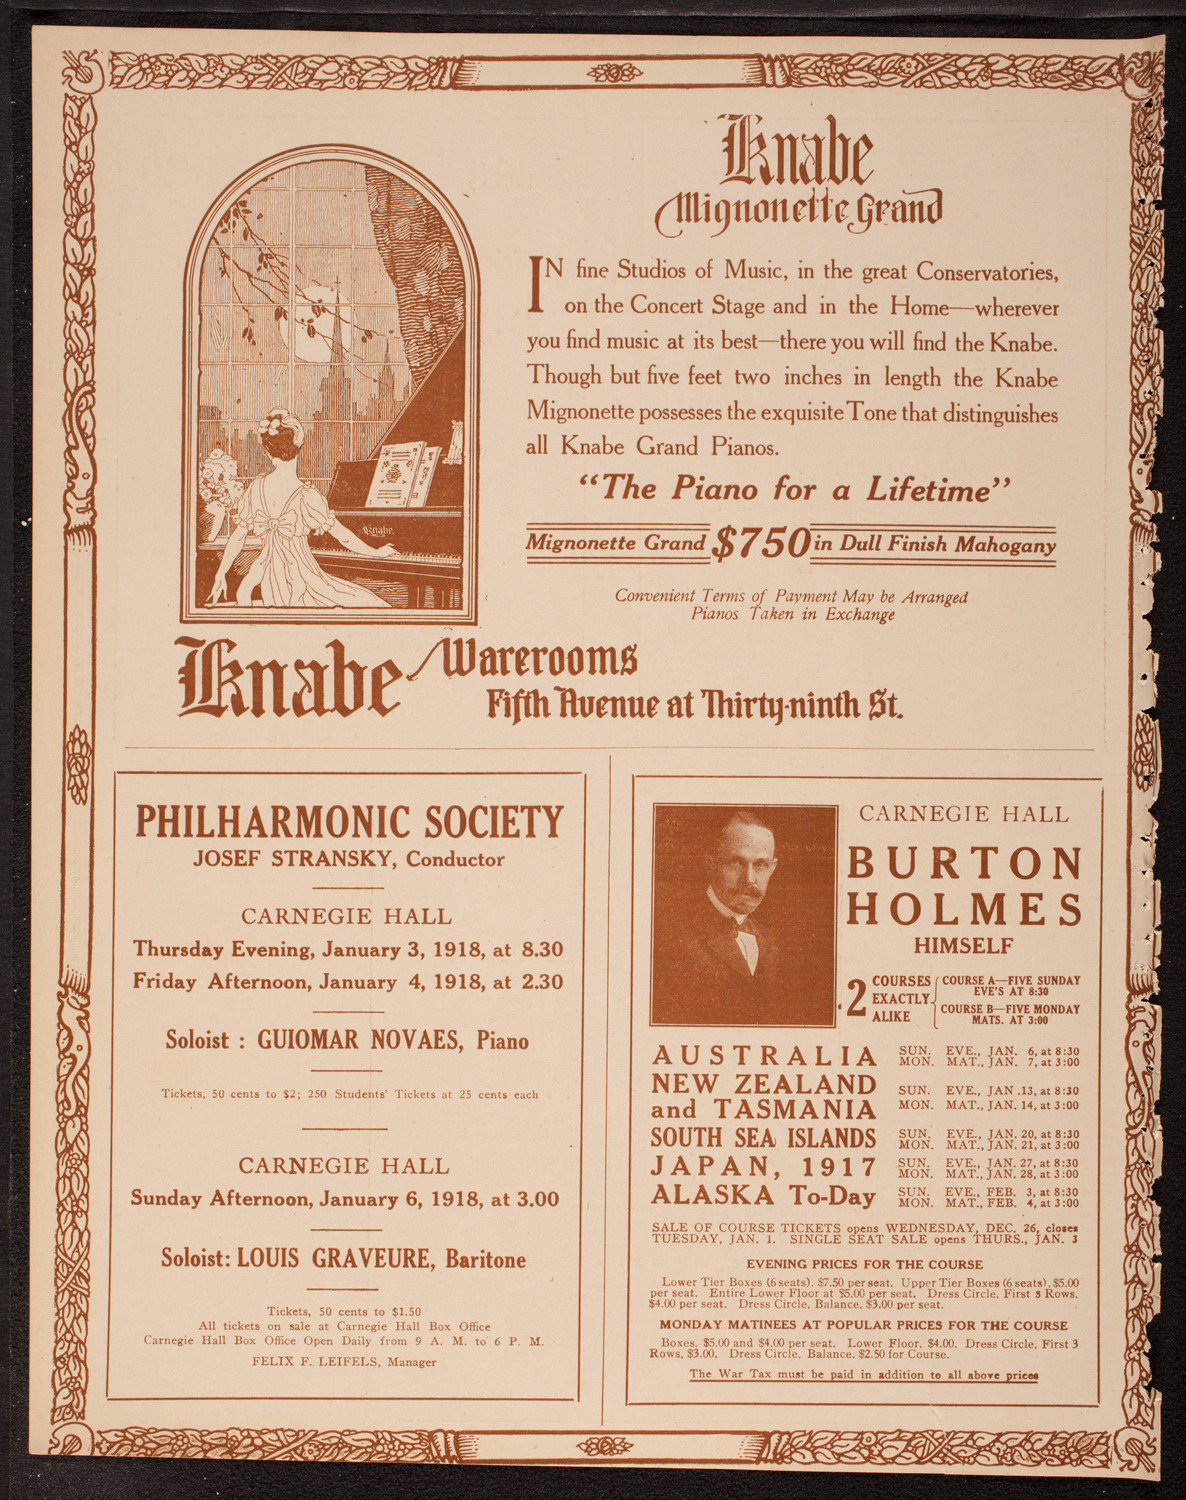 Knabe
Mignonette Grand
IN fine Studios of Music, in the great Conservatories,
on the Concert Stage and in the Home—wherever
you find music at its best—there you will find the Knabe.
Though but five feet two inches in length the Knabe
Mignonette possesses the exquisite Tone that distinguishes
all Knabe Grand Pianos.
"The Piano for a Lifetime"
Mignonette Grand $750 in Dull Finish Mahogany
Convenient Terms of Payment May be Arranged
Pianos Taken in Exchange
Knabe
Knabe Warerooms
Fifth Avenue at Thirty-ninth St.
PHILHARMONIC SOCIETY
JOSEF STRANSKY, Conductor
CARNEGIE HALL
Thursday Evening, January 3, 1918, at 8.30
Friday Afternoon, January 4, 1918, at 2.30
Soloist : GUIOMAR NOVAES, Piano
Tickets, 50 cents to $2; 250 Students' Tickets at 25 cents each
CARNEGIE HALL
Sunday Afternoon, January 6, 1918, at 3.00
Soloist: LOUIS GRAVEURE, Baritone
Tickets, 50 cents to $1.50
All tickets on sale at Carnegie Hall Box Office
Carnegie Hall Box Office Open Daily from 9 A. M. to 6 P. M.
FELIX F. LEIFELS, Manager
CARNEGIE HALL
BURTON
HOLMES
HIMSELF
2 COURSES EXACTLY ALIKE
COURSE A—FIVE SUNDAY
EVE'S AT 8:30
COURSE B—FIVE MONDAY
MATS. AT 3:00
AUSTRALIA SUN. EVE., JAN. 6, at 8:30
MON. MAT., JAN. 7, at 3:00
NEW ZEALAND SUN. EVE., JAN .13, at 8:30
and TASMANIA MON. MAT., JAN. 14, at 3:00
SOUTH SEA ISLANDS SUN. EVE., JAN. 20, at 8:30
MON. MAT., JAN. 21, at 3:00
JAPAN, 1917 SUN. EVE., JAN. 27, at 8:30
MON. MAT., JAN. 28, at 3:00
ALASKA To-Day SUN. EVE., FEB. 3, at 8:30
MON. MAT., FEB. 4, at 3:00
SALE OF COURSE TICKETS opens WEDNESDAY, DEC. 26, closes
TUESDAY, JAN. 1. SINGLE SEAT SALE opens THURS., JAN. 3
EVENING PRICES FOR THE COURSE
Lower Tier Boxes (6 seats), $7.50 per seat. Upper Tier Boxes (6 seats), $5.00
per seat. Entire Lower Floor at $5.00 per seat. Dress Circle, First 3 Rows,
$4.00 per seat. Dress Circle, Balance, $3.00 per seat.
MONDAY MATINEES AT POPULAR PRICES FOR THE COURSE
Boxes, $5.00 and $4.00 per seat. Lower Floor, $4.00. Dress Circle, First 3
Rows, $3.00. Dress Circle, Balance, $2.50 for Course.
The War Tax must be paid in addition to all above prices